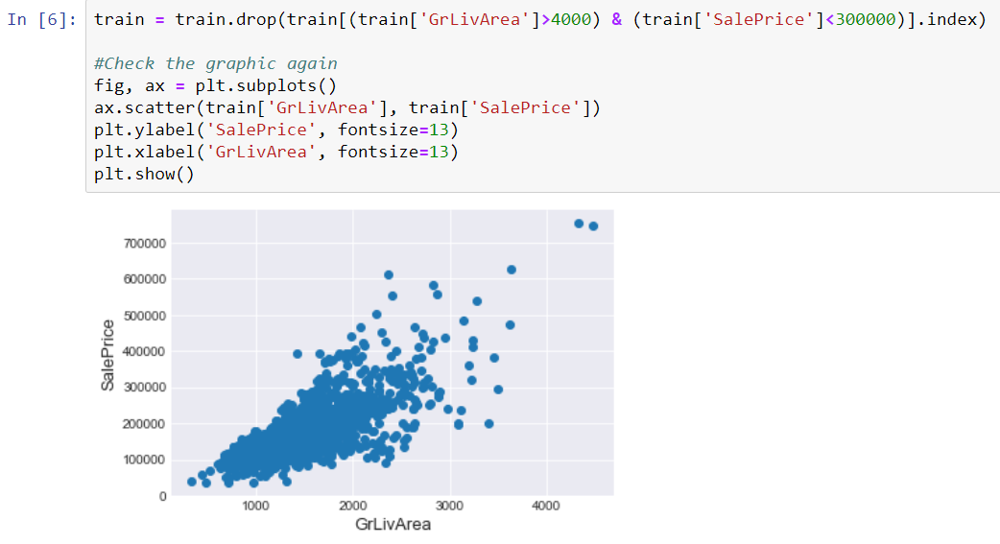 In [6]: train = train.drop(train[(train['GrLivArea']>4000) & (train['SalePrice']<300000)].index)
#Check the graphic again
fig, ax = plt.subplots()
ax.scatter(train['GrLivArea'], train['SalePrice'])
plt.ylabel('SalePrice', fontsize=13)
plt.xlabel('GrLivArea', fontsize=13)
plt.show()
700000
600000
500000
400000
300000
200000
100000
0
SalePrice
1000 2000 3000 4000
GrLivArea